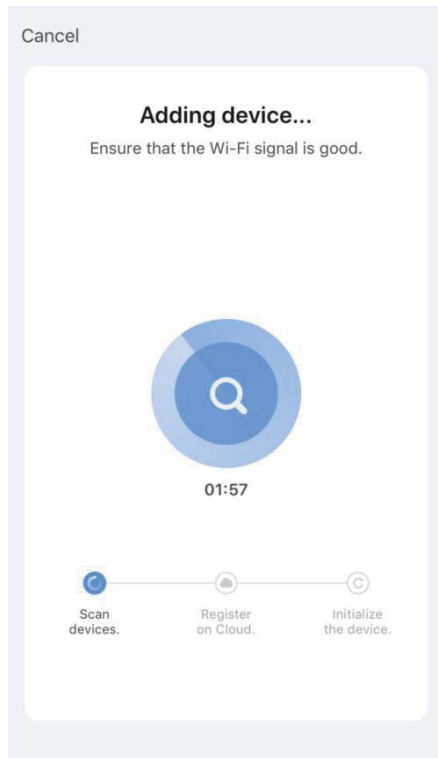 Cancel
Adding device...
Ensure that the Wi-Fi signal is good.
01:57
Scan
devices.
Register
on Cloud.
Initialize
the device.